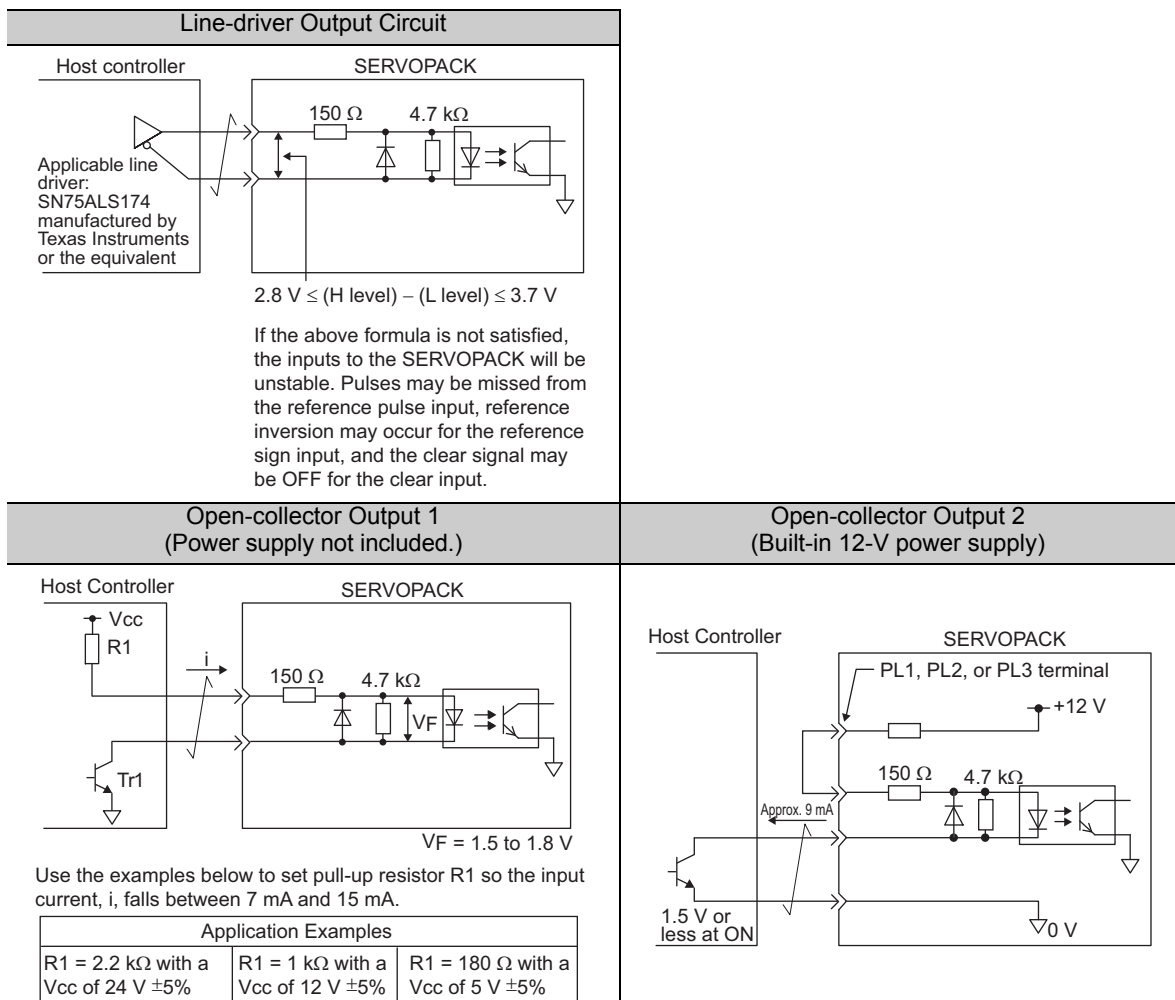 Line-driver Output Circuit
Host controller
SERVOPACK
150 Ω
4.7 kΩ
Applicable line
driver:
SN75ALS174
manufactured by
Texas Instruments
or the equivalent
2.8 V ≤ (H level) – (L level) ≤ 3.7 V
If the above formula is not satisfied,
the inputs to the SERVOPACK will be
unstable. Pulses may be missed from
the reference pulse input, reference
inversion may occur for the reference
sign input, and the clear signal may
be OFF for the clear input.
Open-collector Output 1
(Power supply not included.)
Host Controller
SERVOPACK
Vcc
R1
i
150 Ω
4.7 kΩ
VF
Tr1
VF = 1.5 to 1.8 V
Use the examples below to set pull-up resistor R1 so the input
current, i, falls between 7 mA and 15 mA.
Application Examples
R1 = 2.2 kΩ with a
Vcc of 24 V ±5%
R1 = 1 kΩ with a
Vcc of 12 V ±5%
R1 = 180 Ω with a
Vcc of 5 V ±5%
Open-collector Output 2
(Built-in 12-V power supply)
Host Controller
SERVOPACK
PL1, PL2, or PL3 terminal
+12 V
150 Ω
4.7 kΩ
Approx. 9 mA
1.5 V or
less at ON
0 V